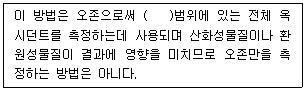 이 방법은 오존으로써 (    )범위에 있는 전체 옥
시던트를 측정하는데 사용되며 산화성물질이나 환
원성물질이 결과에 영향을 미치므로 오존만을 측
정하는 방법은 아니다.